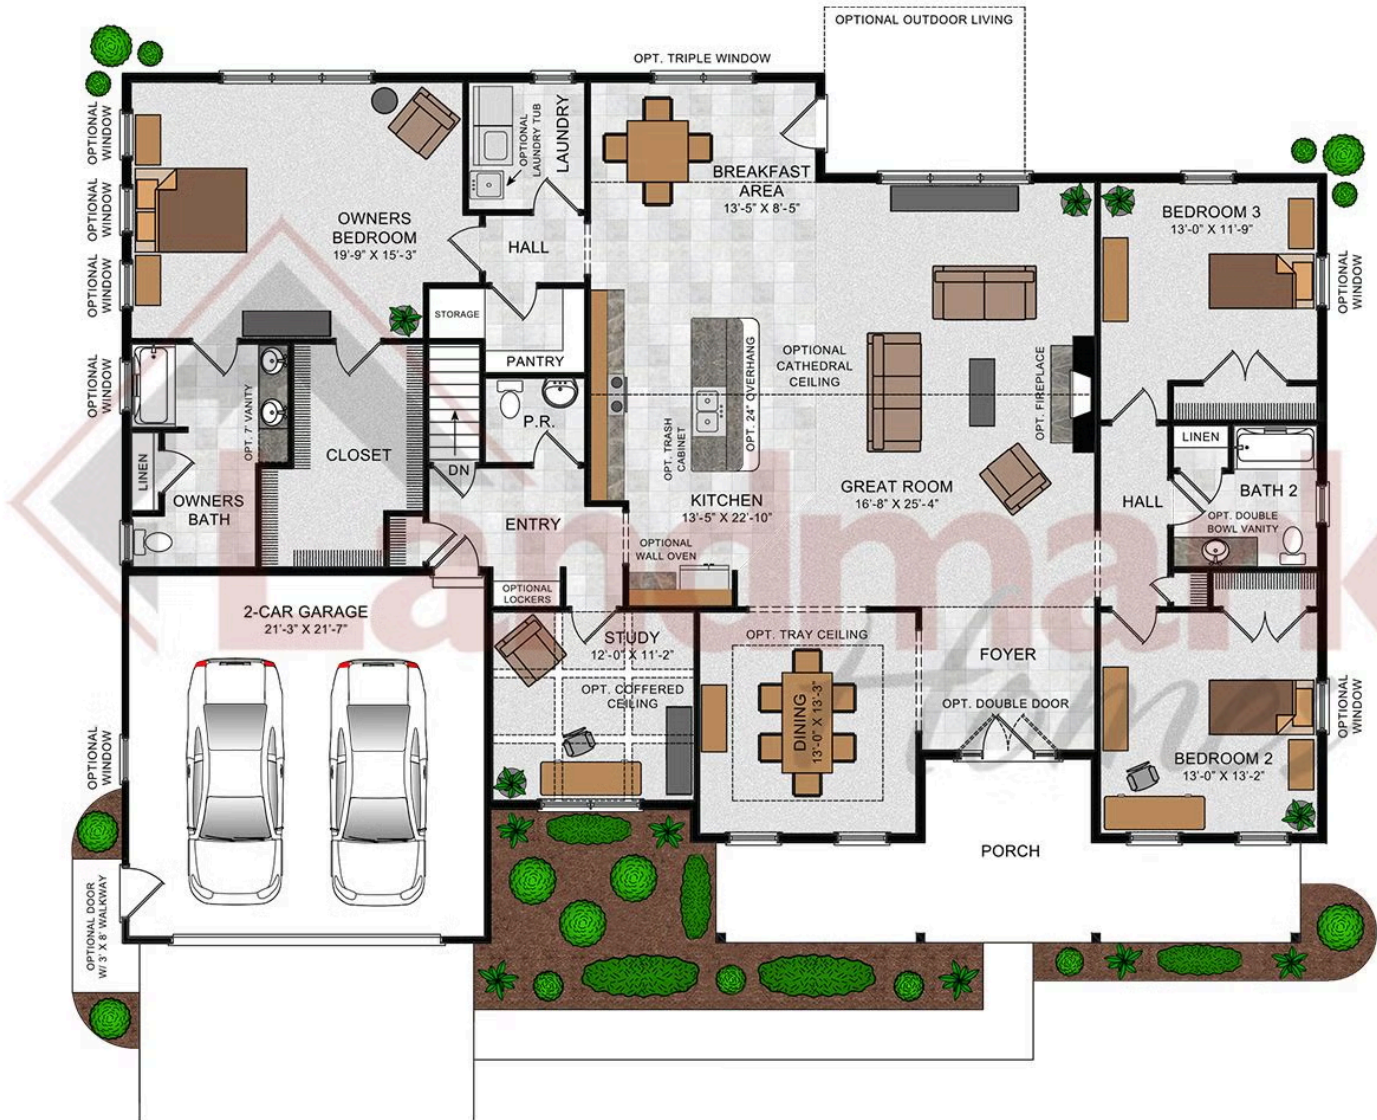 OPTIONAL OUTDOOR LIVING
OPT. TRIPLE WINDOW
OPTIONAL
WINDOW
OPTIONAL
WINDOW
OPTIONAL
WINDOW
OPTIONAL
WINDOW
OWNERS
BEDROOM
19'-9" X 15'-3"
OPTIONAL
LAUNDRY TUB
LAUNDRY
HALL
STORAGE
PANTRY
BREAKFAST
AREA
13'-5" X 8'-5"
BEDROOM 3
13'-0" X 11'-9"
OPTIONAL
WINDOW
OPTIONAL
CATHEDRAL
CEILING
OPT. 24" OVERHANG
OPT. TRASH
CABINET
OPT. FIREPLACE
OPT. 7' VANITY
CLOSET
LINEN
OWNERS
BATH
P.R.
DN
ENTRY
KITCHEN
13'-5" X 22'-10"
GREAT ROOM
16'-8" X 25'-4"
OPTIONAL
WALL OVEN
LINEN
HALL
BATH 2
OPT. DOUBLE
BOWL VANITY
OPTIONAL
LOCKERS
Landmark
Homes
2-CAR GARAGE
21'-3" X 21'-7"
STUDY
12'-0" X 11'-2"
OPT. COFFERED
CEILING
OPT. TRAY CEILING
DINING
13'-0" X 13'-3"
FOYER
OPT. DOUBLE DOOR
BEDROOM 2
13'-0" X 13'-2"
OPTIONAL
WINDOW
OPTIONAL
WINDOW
PORCH
OPTIONAL DOOR
W/ 3' X 8' WALKWAY